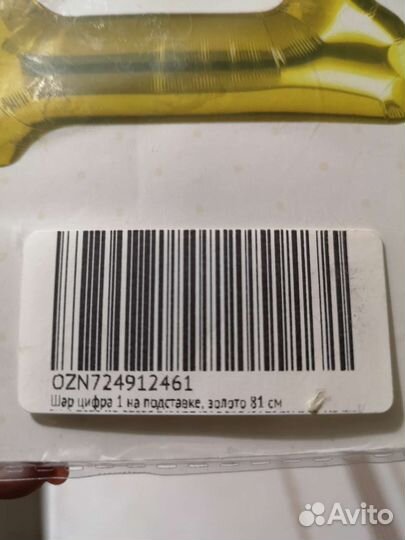 OZN724912461
Шар цифра 1 на подставке, золото 81 см
Avito